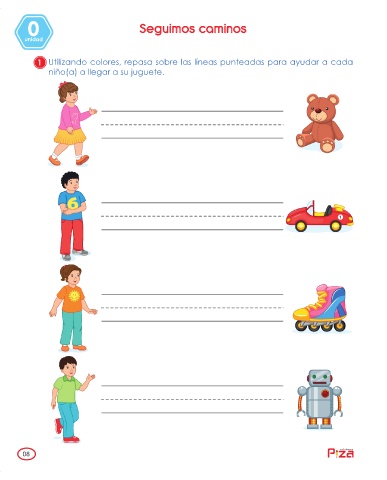 0
unidad
Seguimos caminos
1 Utilizando colores, repasa sobre las líneas punteadas para ayudar a cada
niño(a) a llegar a su juguete.
6
1
08
Piza